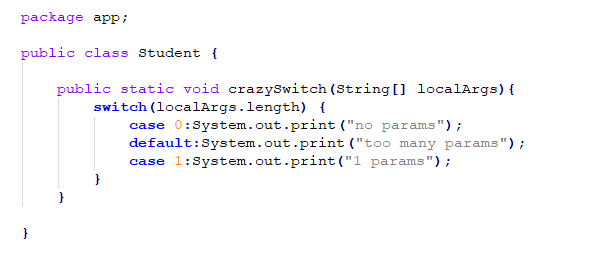 package app;
public class Student {
public static void crazySwitch(String[] localArgs){
switch(localArgs.length) {
case 0:System.out.print("no params");
default:System.out.print("too many params");
case 1:System.out.print("1 params");
}
}
}